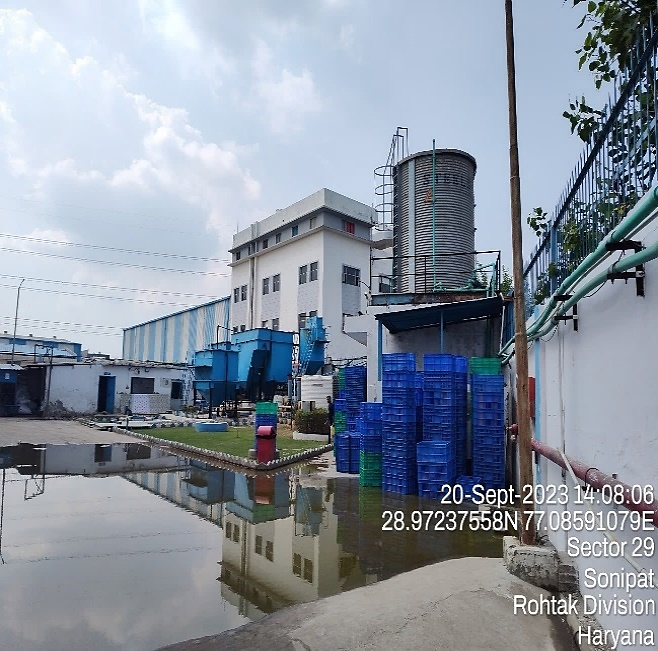 20-Sept-2023 14:08:06
28.97237558N 77.08591079E
Sector 29
Sonipat
Rohtak Division
Haryana